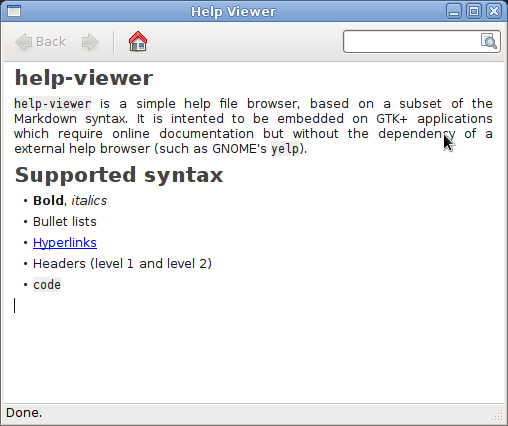 Help Viewer
Back
help-viewer
help-viewer is a simple help file browser, based on a subset of the
Markdown syntax. It is intented to be embedded on GTK+ applications
which require online documentation but without the dependency of a
external help browser (such as GNOME's yelp).
Supported syntax
• Bold, italics
• Bullet lists
• Hyperlinks
• Headers (level 1 and level 2)
• code
Done.